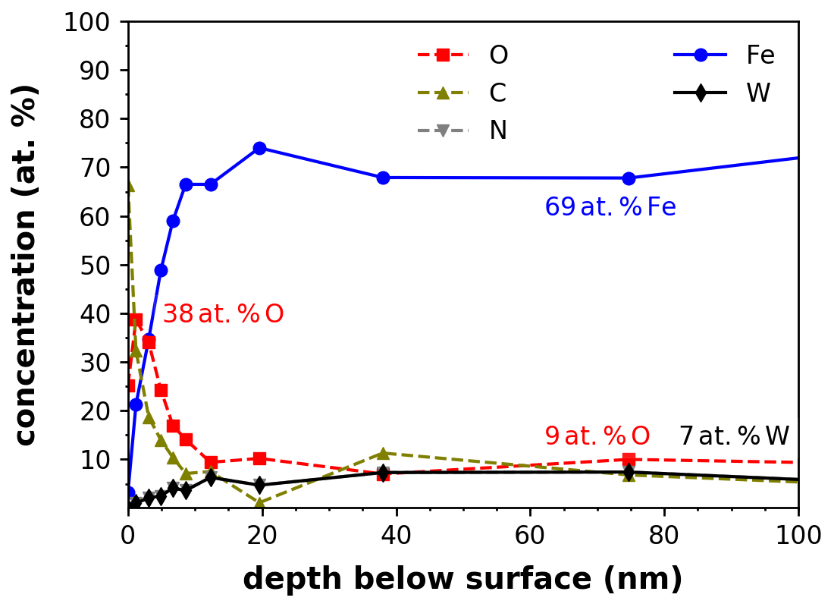 100
90
80
70
60
50
40
30
20
10
0
20
40
60
80
100
concentration (at. %)
depth below surface (nm)
O
C
N
Fe
W
69 at. % Fe
38 at. % O
9 at. % O
7 at. % W